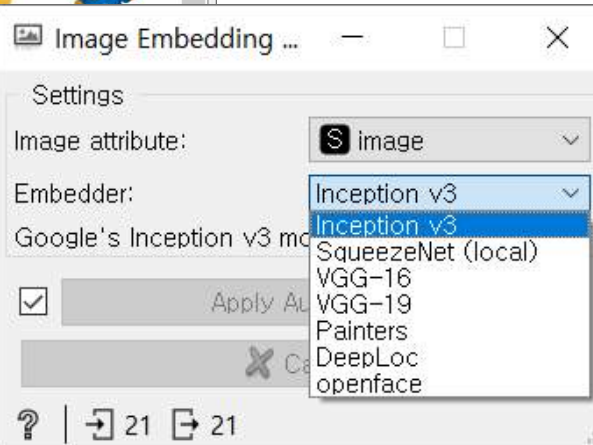 Image Embedding ...
Settings
Image attribute: S image
Embedder: Inception v3
Inception v3
Google's Inception v3 mo
SqueezeNet (local)
VGG-16
VGG-19
Apply Au
Painters
DeepLoc
Ca
openface
? 21 21